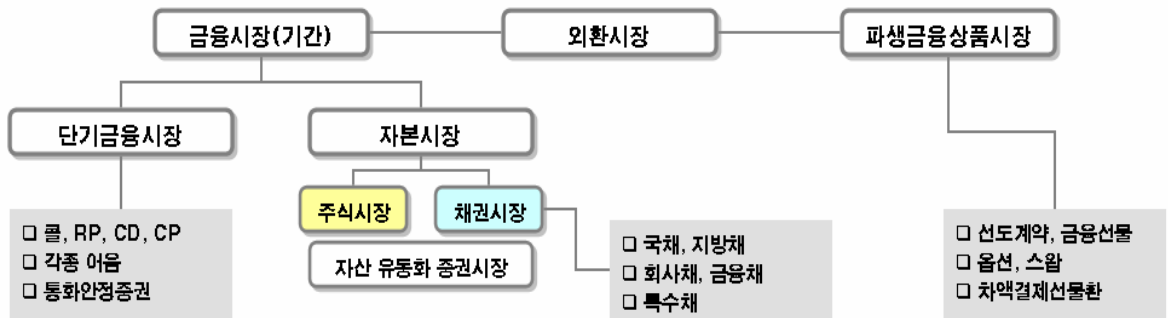 금융시장(기간)
외환시장
파생금융상품시장
단기금융시장
자본시장
주식시장
채권시장
자산 유동화 증권시장
❑ 콜, RP, CD, CP
❑ 각종 어음
❑ 통화안정증권
❑ 국채, 지방채
❑ 회사채, 금융채
❑ 특수채
❑ 선도계약, 금융선물
❑ 옵션, 스왑
❑ 차액결제선물환